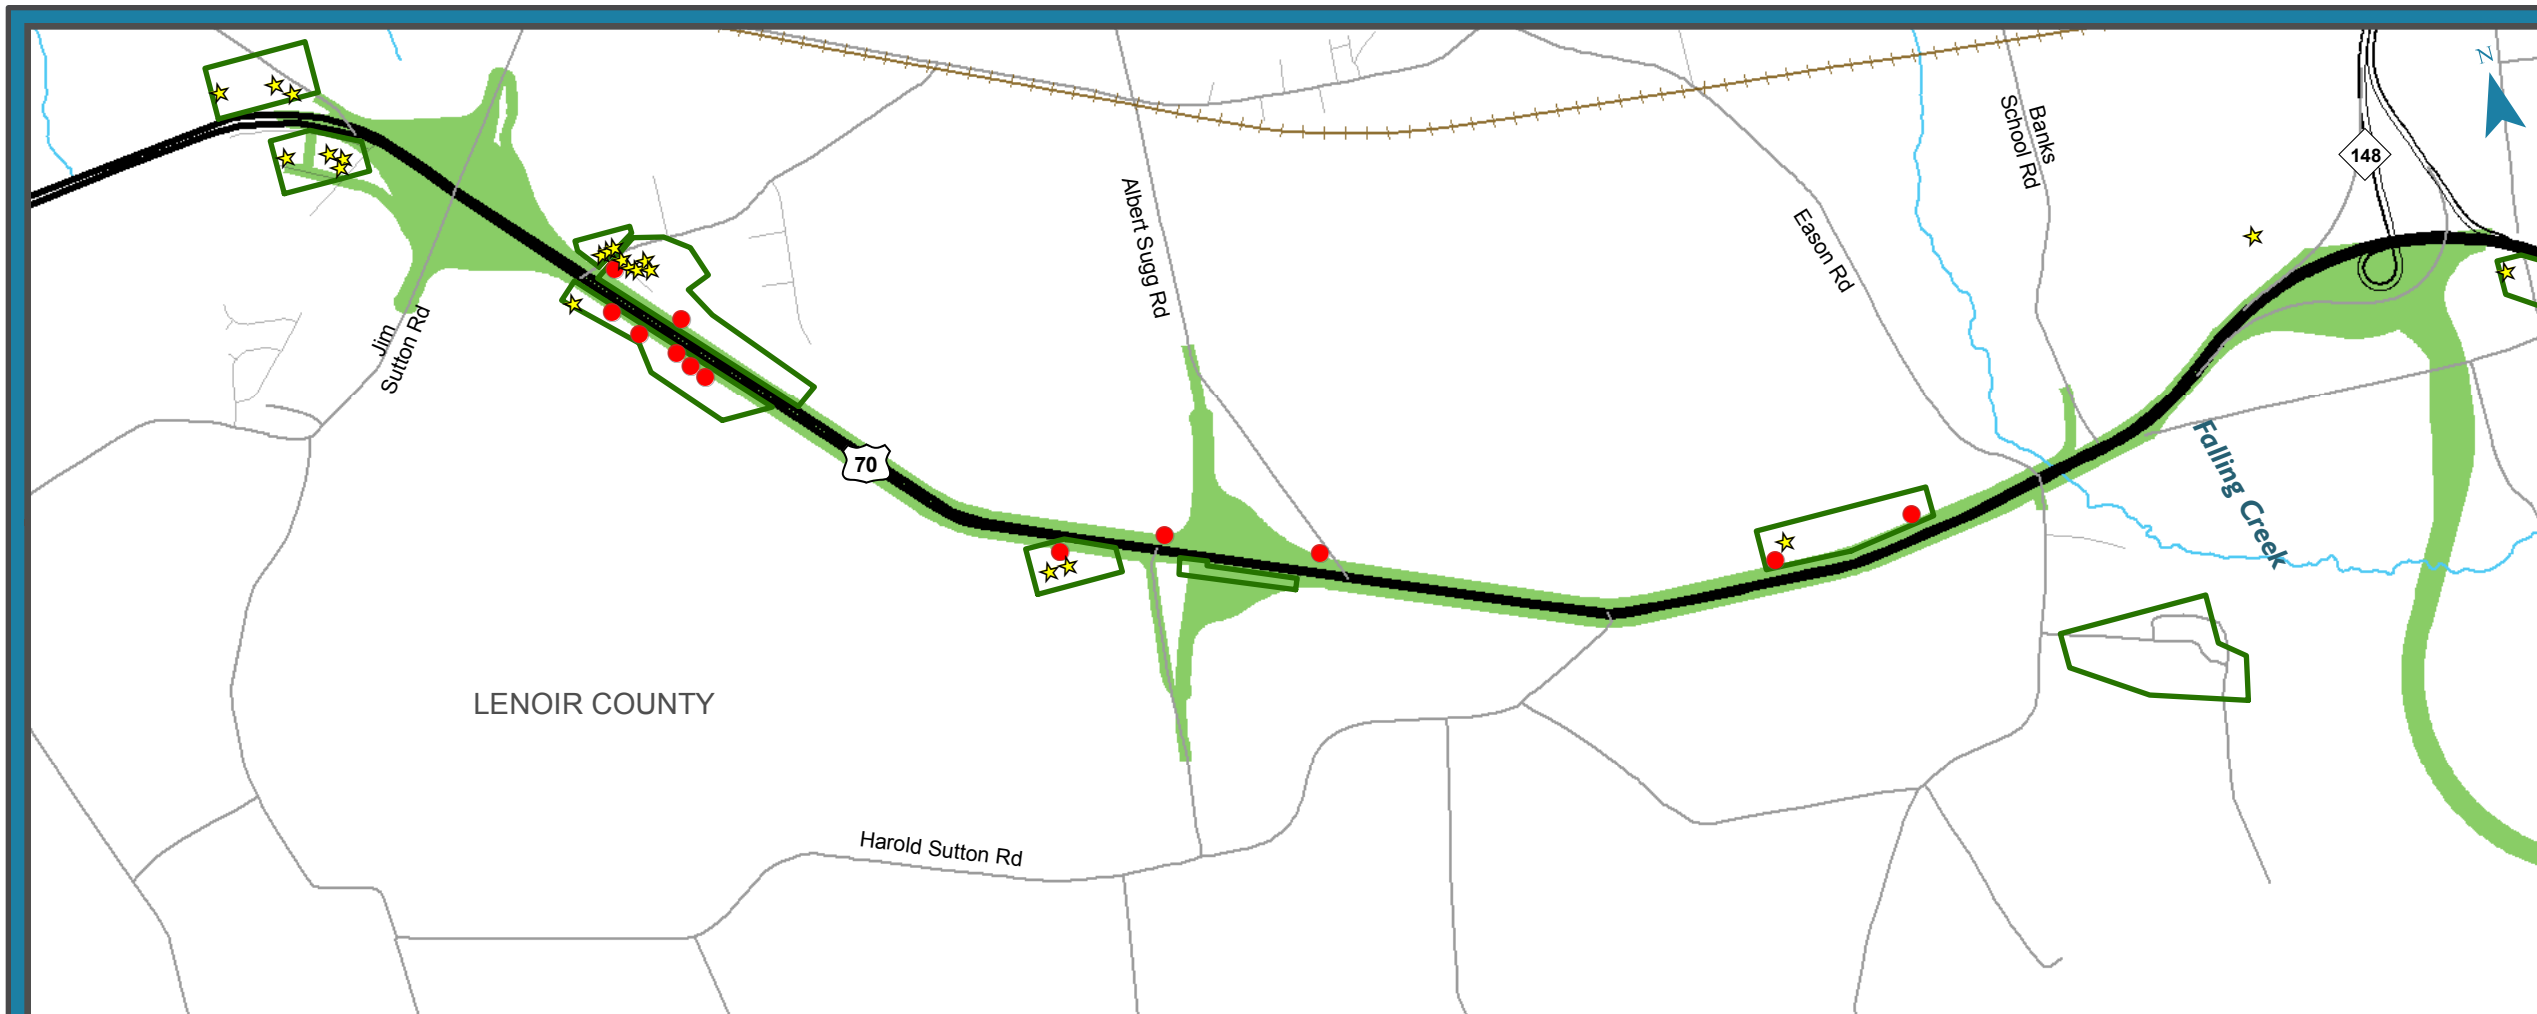 N
Banks
School Rd
148
Albert Sugg Rd
Eason Rd
Jim
Sutton Rd
70
Falling Creek
LENOIR COUNTY
Harold Sutton Rd